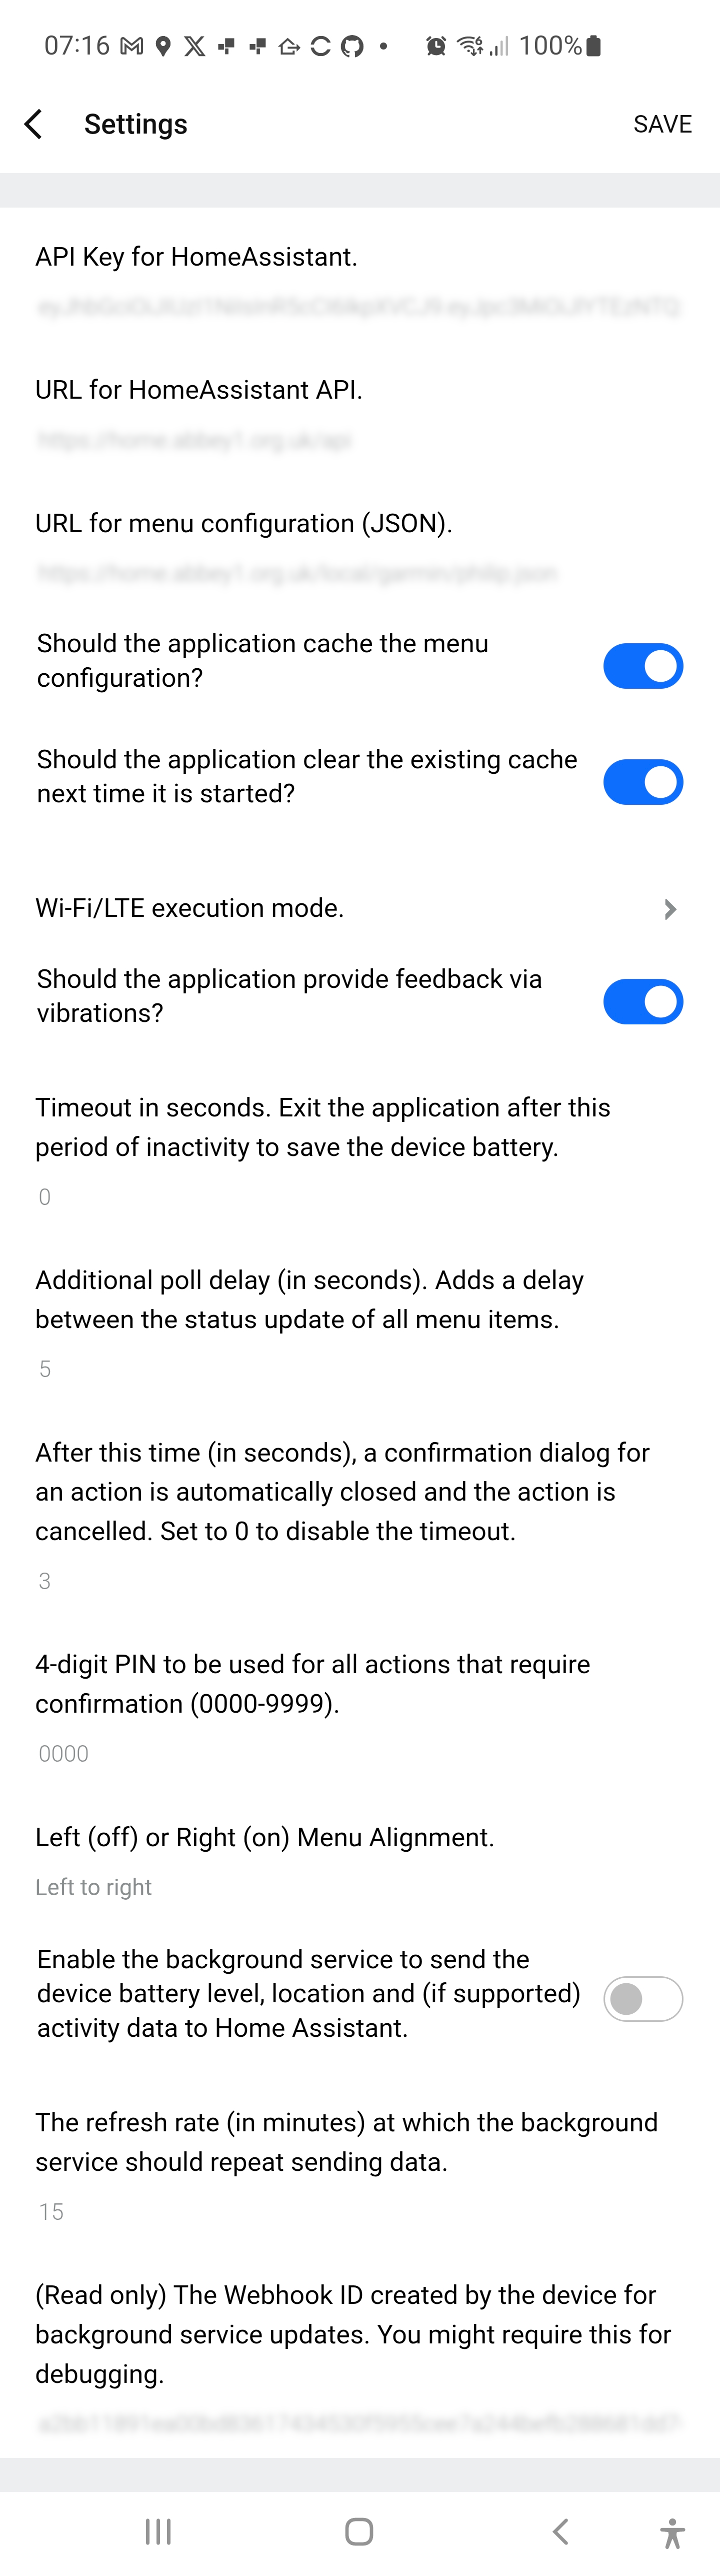 07:16
100%
Settings
SAVE
API Key for HomeAssistant.
URL for HomeAssistant API.
URL for menu configuration (JSON).
Should the application cache the menu
configuration?
Should the application clear the existing cache
next time it is started?
Wi-Fi/LTE execution mode.
Should the application provide feedback via
vibrations?
Timeout in seconds. Exit the application after this
period of inactivity to save the device battery.
0
Additional poll delay (in seconds). Adds a delay
between the status update of all menu items.
5
After this time (in seconds), a confirmation dialog for
an action is automatically closed and the action is
cancelled. Set to 0 to disable the timeout.
3
4-digit PIN to be used for all actions that require
confirmation (0000-9999).
0000
Left (off) or Right (on) Menu Alignment.
Left to right
Enable the background service to send the
device battery level, location and (if supported)
activity data to Home Assistant.
The refresh rate (in minutes) at which the background
service should repeat sending data.
15
(Read only) The Webhook ID created by the device for
background service updates. You might require this for
debugging.